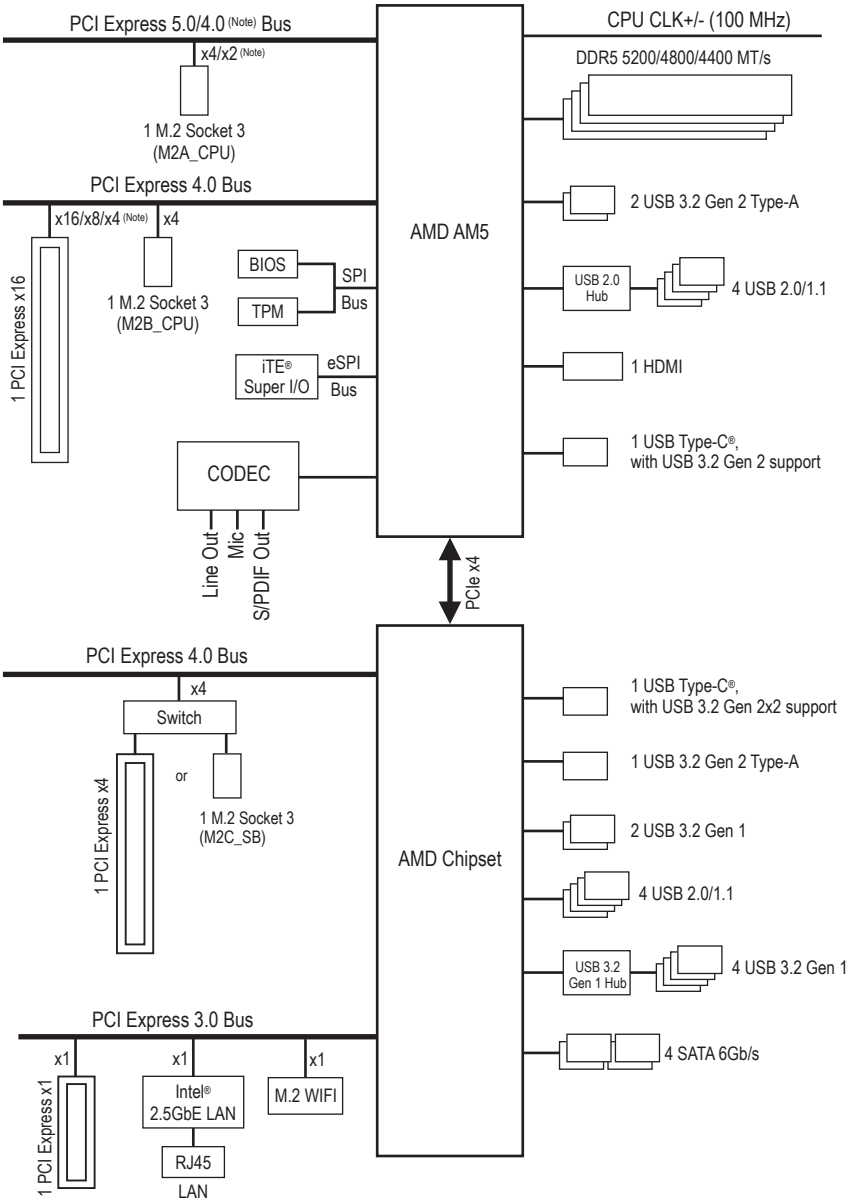 PCI Express 5.0/4.0 (Note) Bus
CPU CLK+/- (100 MHz)
x4/x2 (Note)
DDR5 5200/4800/4400 MT/s
1 M.2 Socket 3
(M2A_CPU)
PCI Express 4.0 Bus
x16/x8/x4 (Note)
x4
1 PCI Express x16
1 M.2 Socket 3
(M2B_CPU)
BIOS
TPM
SPI
Bus
iTE®
Super I/O
eSPI
Bus
CODEC
Line Out
Mic
S/PDIF Out
AMD AM5
2 USB 3.2 Gen 2 Type-A
USB 2.0
Hub
4 USB 2.0/1.1
1 HDMI
1 USB Type-C®,
with USB 3.2 Gen 2 support
PCIe x4
PCI Express 4.0 Bus
x4
Switch
1 PCI Express x4
or
1 M.2 Socket 3
(M2C_SB)
AMD Chipset
1 USB Type-C®,
with USB 3.2 Gen 2x2 support
1 USB 3.2 Gen 2 Type-A
2 USB 3.2 Gen 1
4 USB 2.0/1.1
USB 3.2
Gen 1 Hub
4 USB 3.2 Gen 1
4 SATA 6Gb/s
PCI Express 3.0 Bus
x1
x1
x1
1 PCI Express x1
Intel®
2.5GbE LAN
M.2 WIFI
RJ45
LAN